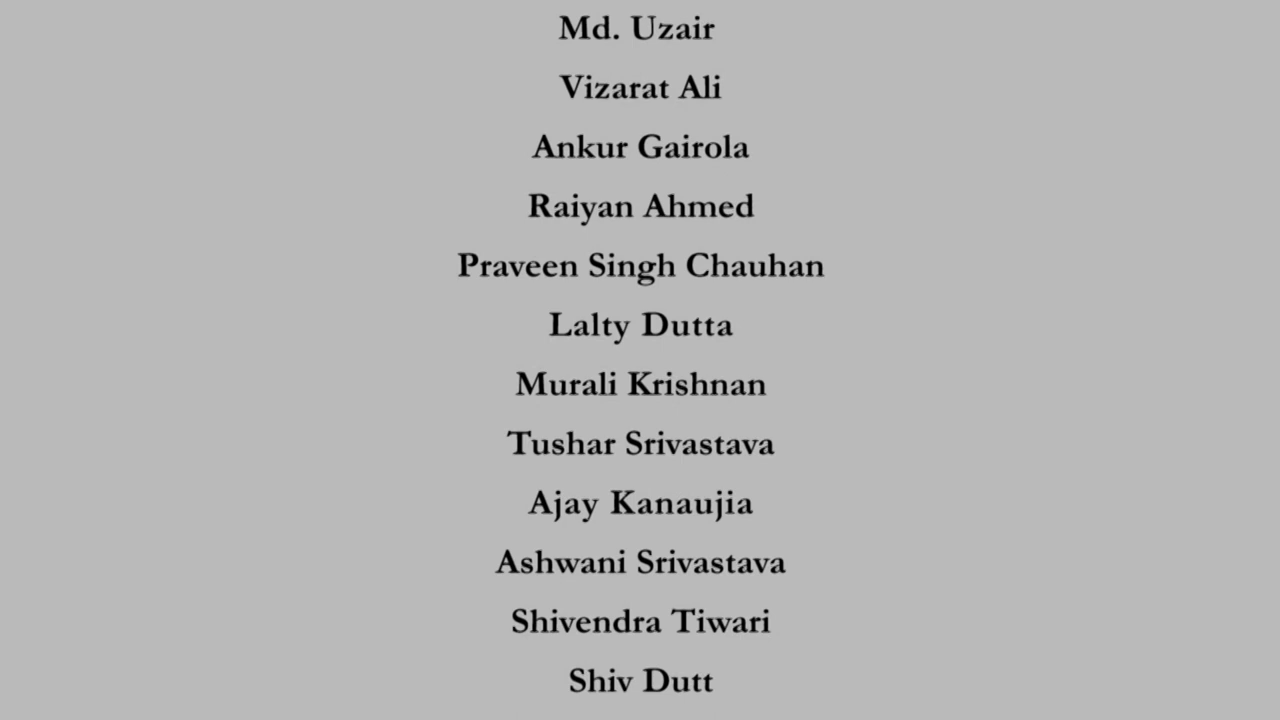 Md. Uzair
Vizarat Ali
Ankur Gairola
Raiyan Ahmed
Praveen Singh Chauhan
Lalty Dutta
Murali Krishnan
Tushar Srivastava
Ajay Kanaujia
Ashwani Srivastava
Shivendra Tiwari
Shiv Dutt